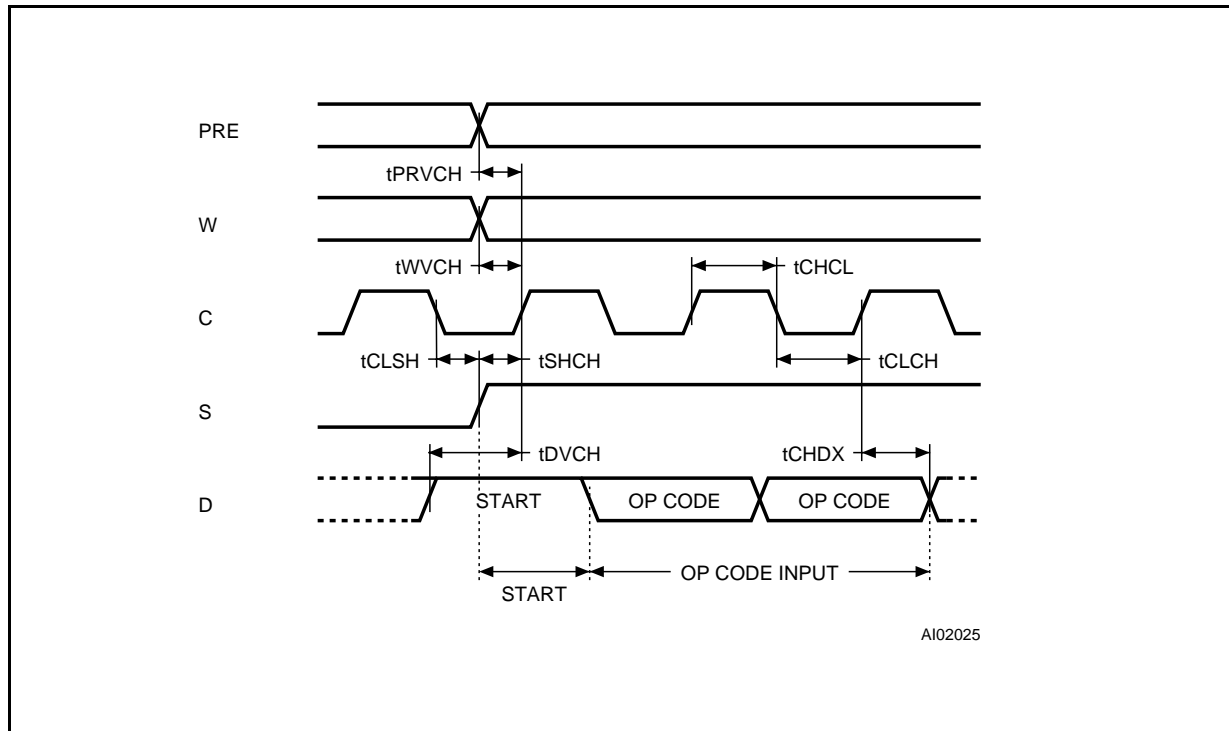 PRE
tPRVCH
W
tWVCH
tCHCL
C
tCLSH
tSHCH
tCLCH
S
tDVCH
tCHDX
D
START
OP CODE
OP CODE
OP CODE INPUT
START
AI02025